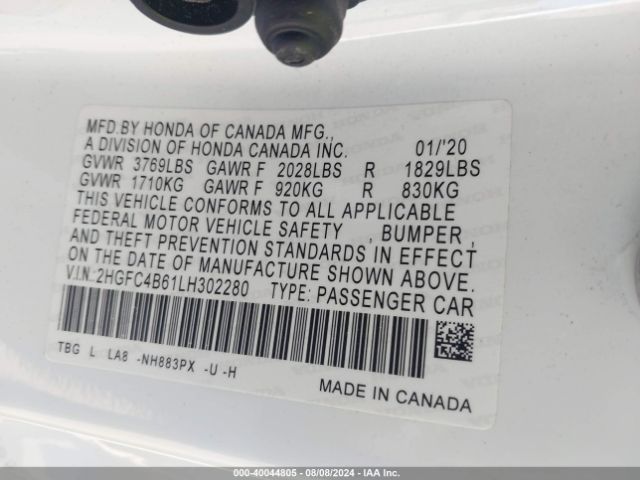 MFD.BY HONDA OF CANADA MFG.,
A DIVISION OF HONDA CANADA INC. 01/'20
GVWR 3769LBS GAWR F 2028LBS R 1829LBS
GVWR 1710KG GAWR F 920KG R 830KG
THIS VEHICLE CONFORMS TO ALL APPLICABLE
FEDERAL MOTOR VEHICLE SAFETY , BUMPER ,
AND THEFT PREVENTION STANDARDS IN EFFECT
ON THE DATE OF MANUFACTURE SHOWN ABOVE.
V.I.N.:2HGFC4B61LH302280 TYPE: PASSENGER CAR
TBG L LA8 -NH883PX -U -H
MADE IN CANADA
000-40044805 - 08/08/2024 - IAA Inc.